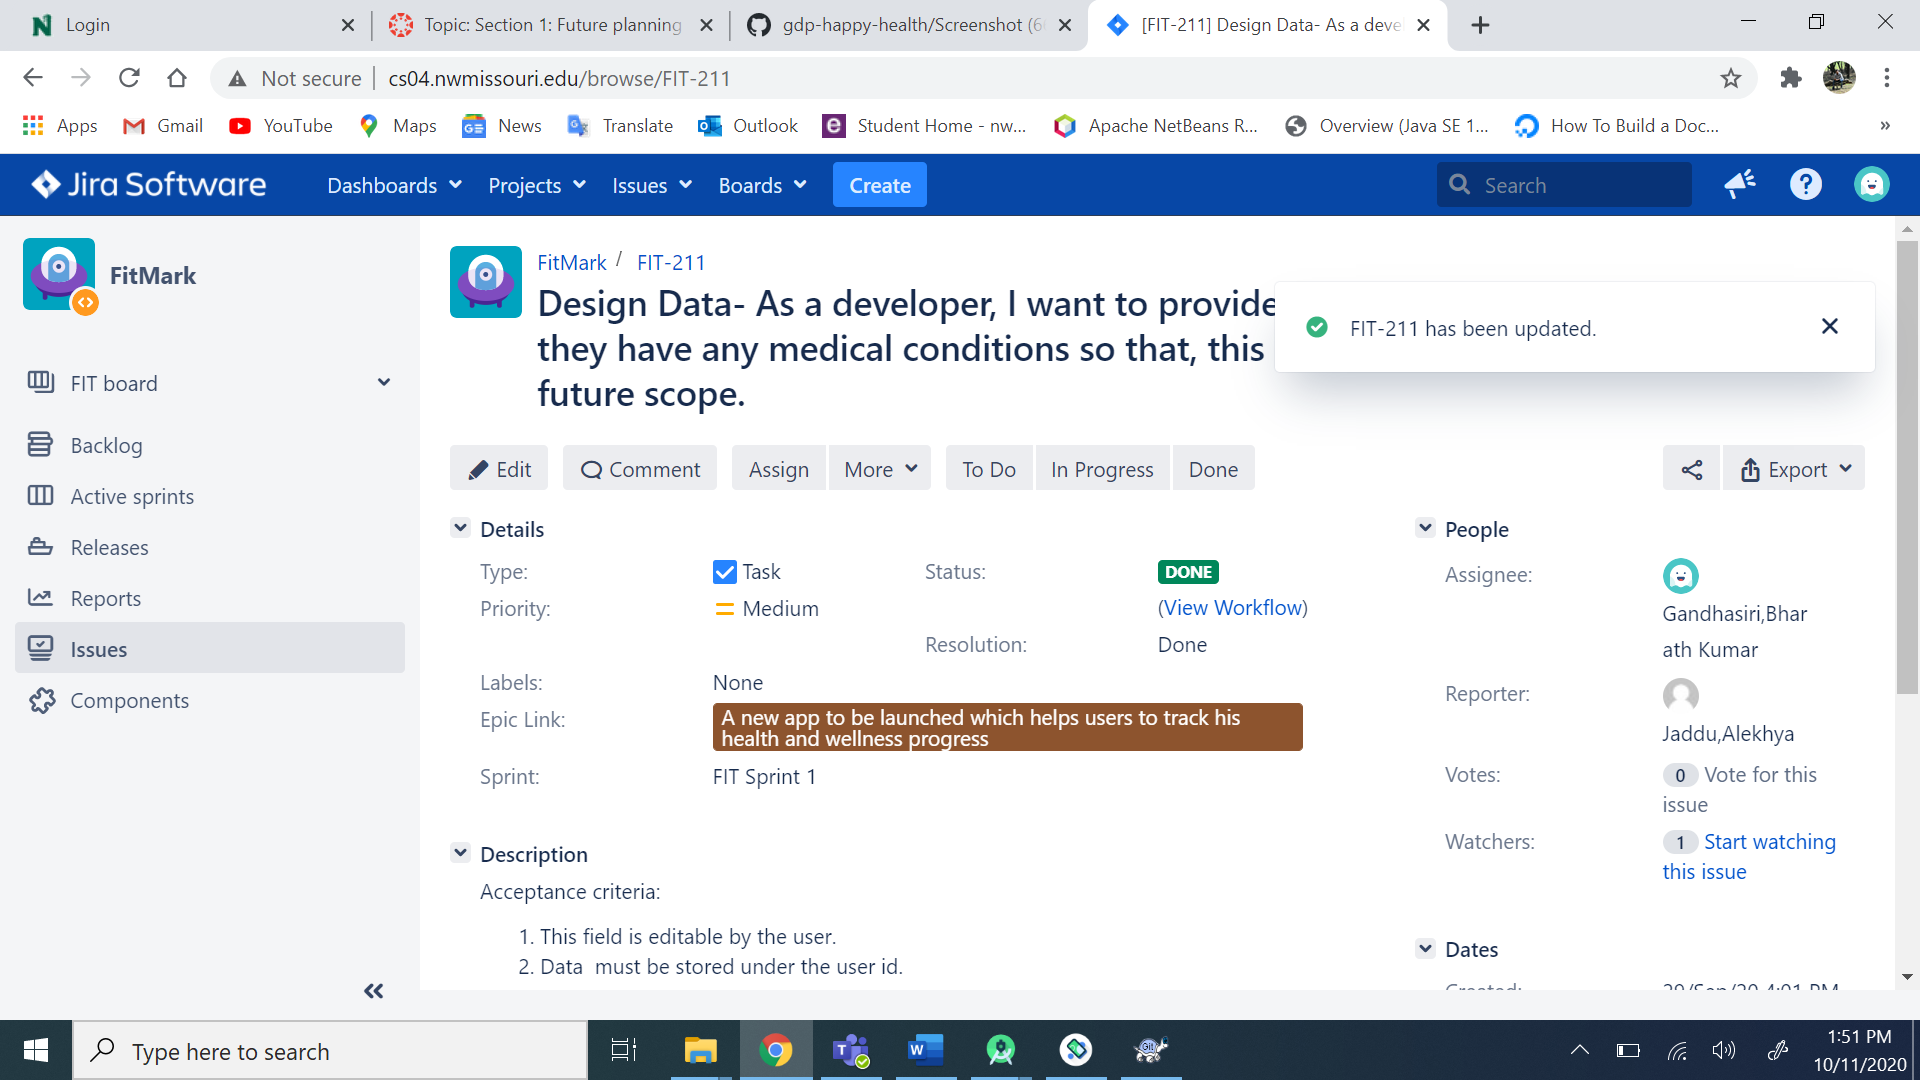 Login
Topic: Section 1: Future planning
gdp-happy-health/Screenshot (6
[FIT-211] Design Data- As a deve
Not secure
cs04.nwmissouri.edu/browse/FIT-211
Apps
Gmail
YouTube
Maps
News
Translate
Outlook
Student Home - nw...
Apache NetBeans R...
Overview (Java SE 1...
How To Build a Doc...
»
Jira Software
Dashboards
Projects
Issues
Boards
Create
Search
FitMark
FitMark / FIT-211
Design Data- As a developer, I want to provide
they have any medical conditions so that, this
future scope.
FIT-211 has been updated.
FIT board
Backlog
Active sprints
Releases
Reports
Issues
Components
Edit
Comment
Assign
More
To Do
In Progress
Done
Export
Details
Type:
Task
Status:
DONE
Priority:
Medium
(View Workflow)
Resolution:
Done
Labels:
None
Epic Link:
A new app to be launched which helps users to track his
health and wellness progress
Sprint:
FIT Sprint 1
Description
Acceptance criteria:
1. This field is editable by the user.
2. Data must be stored under the user id.
People
Assignee:
Gandhasiri,Bhar
ath Kumar
Reporter:
Jaddu,Alekhya
Votes:
0 Vote for this
issue
Watchers:
1 Start watching
this issue
Dates
Created:
29/Sep/20 4:01 PM
Type here to search
1:51 PM
10/11/2020